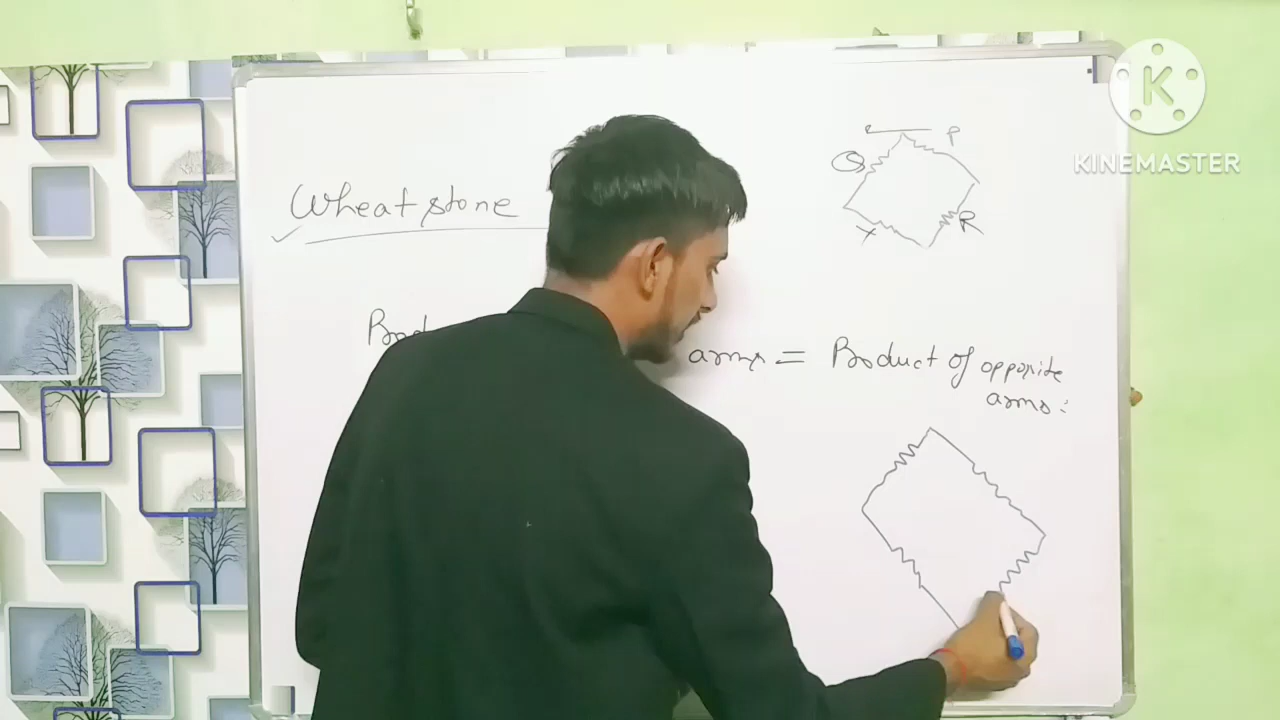 K
KINEMASTER
P
Q
Wheatstone
X
R
arms = Product of opposite
arms: